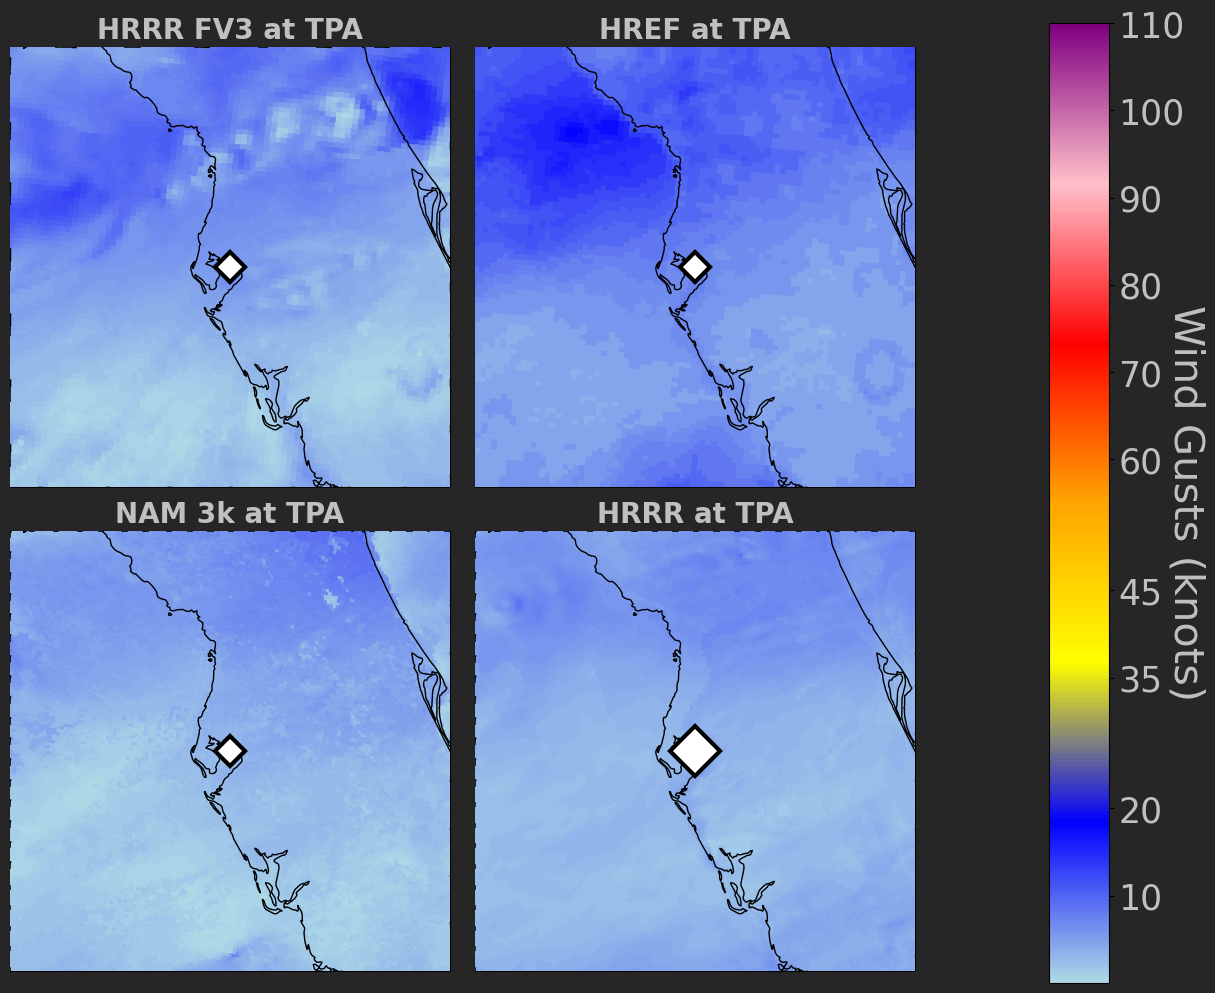 HRRR FV3 at TPA
HREF at TPA
NAM 3k at TPA
HRRR at TPA
110
100
90
80
70
60
45
35
20
10
Wind Gusts (knots)